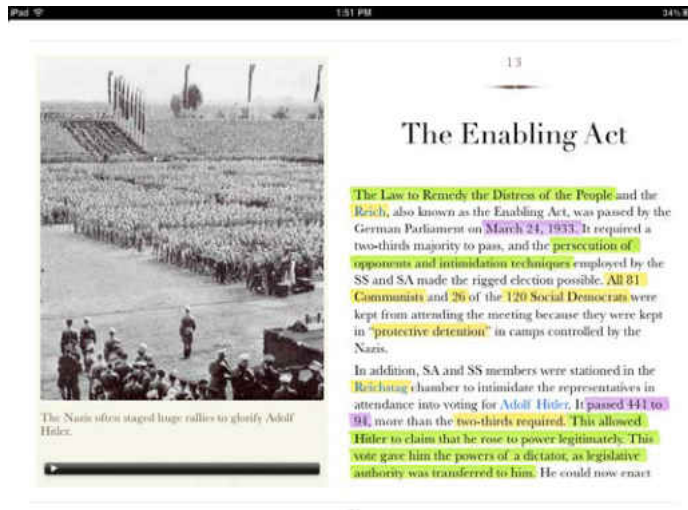 iPad 1:51 PM 34%
13
The Enabling Act
The Law to Remedy the Distress of the People and the
Reich, also known as the Enabling Act, was passed by the
German Parliament on March 24, 1933. It required a
two-thirds majority to pass, and the persecution of
opponents and intimidation techniques employed by the
SS and SA made the rigged election possible. All 81
Communists and 26 of the 120 Social Democrats were
kept from attending the meeting because they were kept
in “protective detention” in camps controlled by the
Nazis.
In addition, SA and SS members were stationed in the
Reichstag chamber to intimidate the representatives in
attendance into voting for Adolf Hitler. It passed 441 to
94, more than the two-thirds required. This allowed
Hitler to claim that he rose to power legitimately. This
vote gave him the powers of a dictator, as legislative
authority was transferred to him. He could now enact
The Nazis often staged huge rallies to glorify Adolf
Hitler.